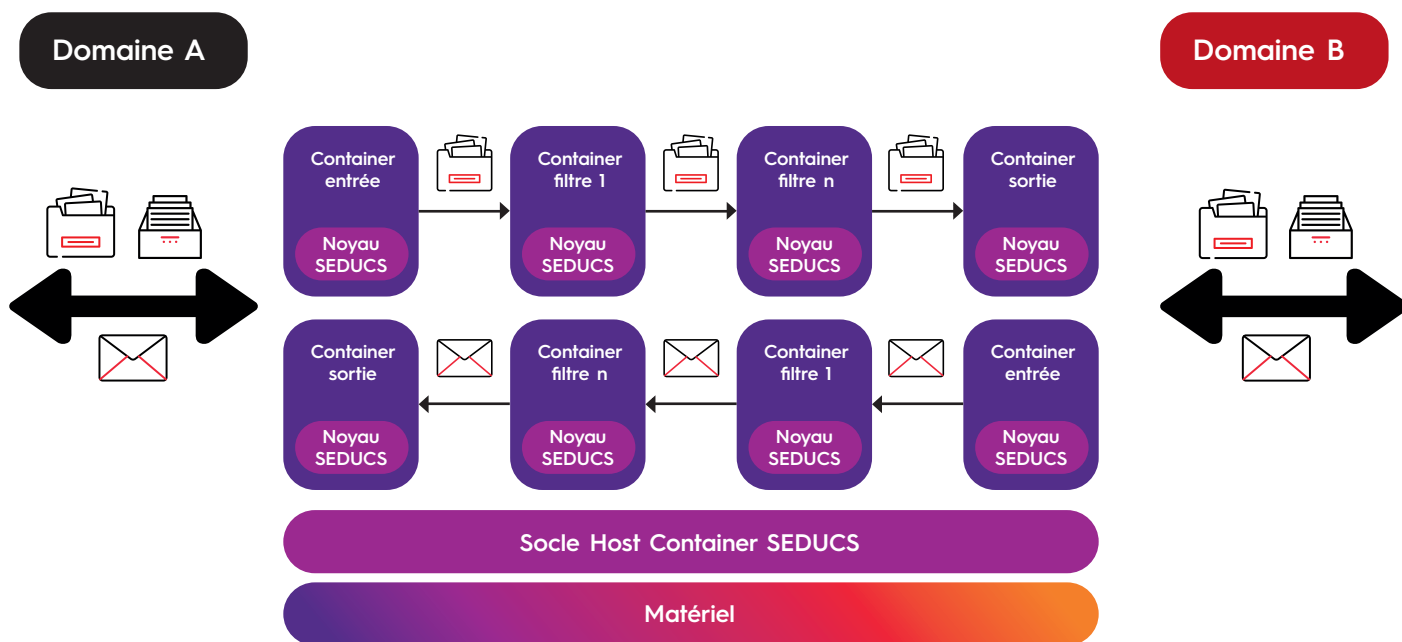 Domaine A
Domaine B
Container
entrée
Noyau
SEDUCS
Container
filtre 1
Noyau
SEDUCS
Container
filtre n
Noyau
SEDUCS
Container
sortie
Noyau
SEDUCS
Container
sortie
Noyau
SEDUCS
Container
filtre n
Noyau
SEDUCS
Container
filtre 1
Noyau
SEDUCS
Container
entrée
Noyau
SEDUCS
Socle Host Container SEDUCS
Matériel